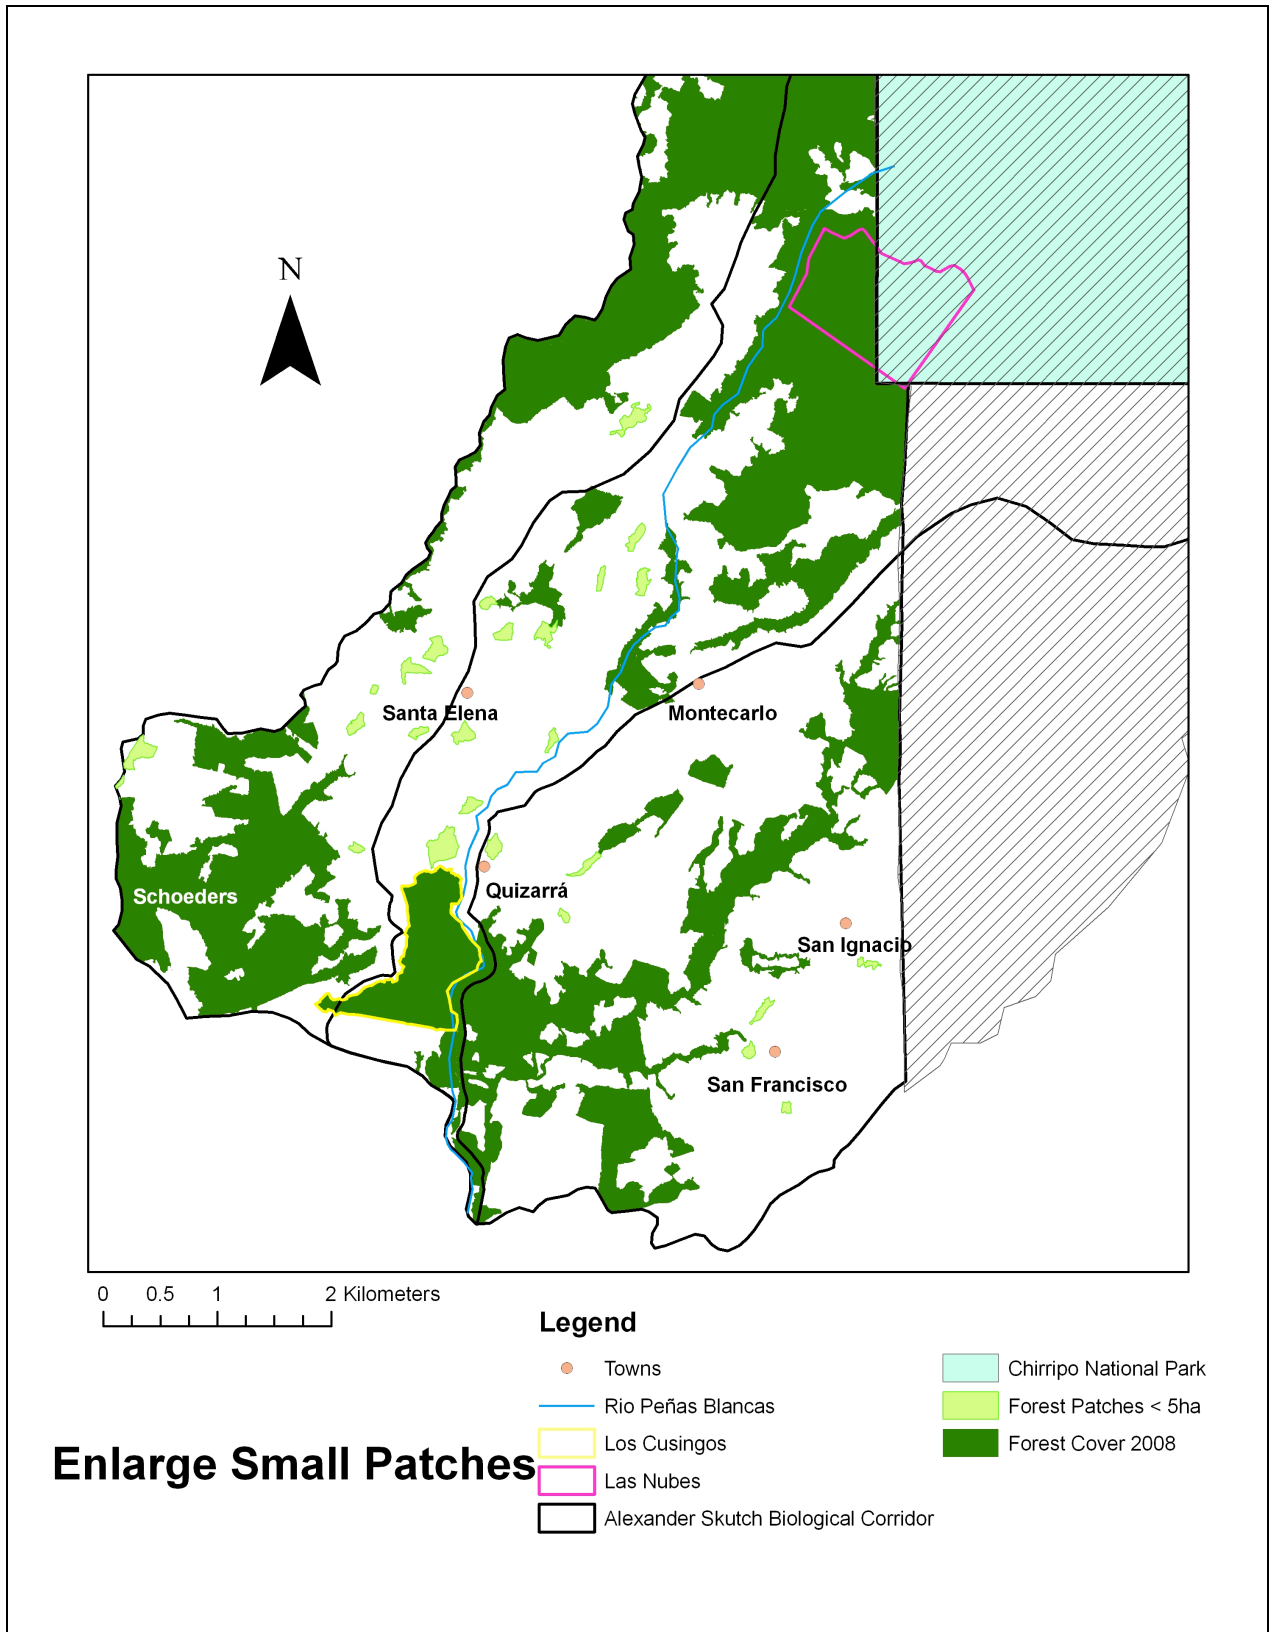 N
Santa Elena
Montecarlo
Schoeders
Quizarrá
San Ignacio
San Francisco
0 0.5 1 2 Kilometers
Legend
Towns
Rio Peñas Blancas
Los Cusingos
Las Nubes
Alexander Skutch Biological Corridor
Chirripo National Park
Forest Patches < 5ha
Forest Cover 2008
Enlarge Small Patches